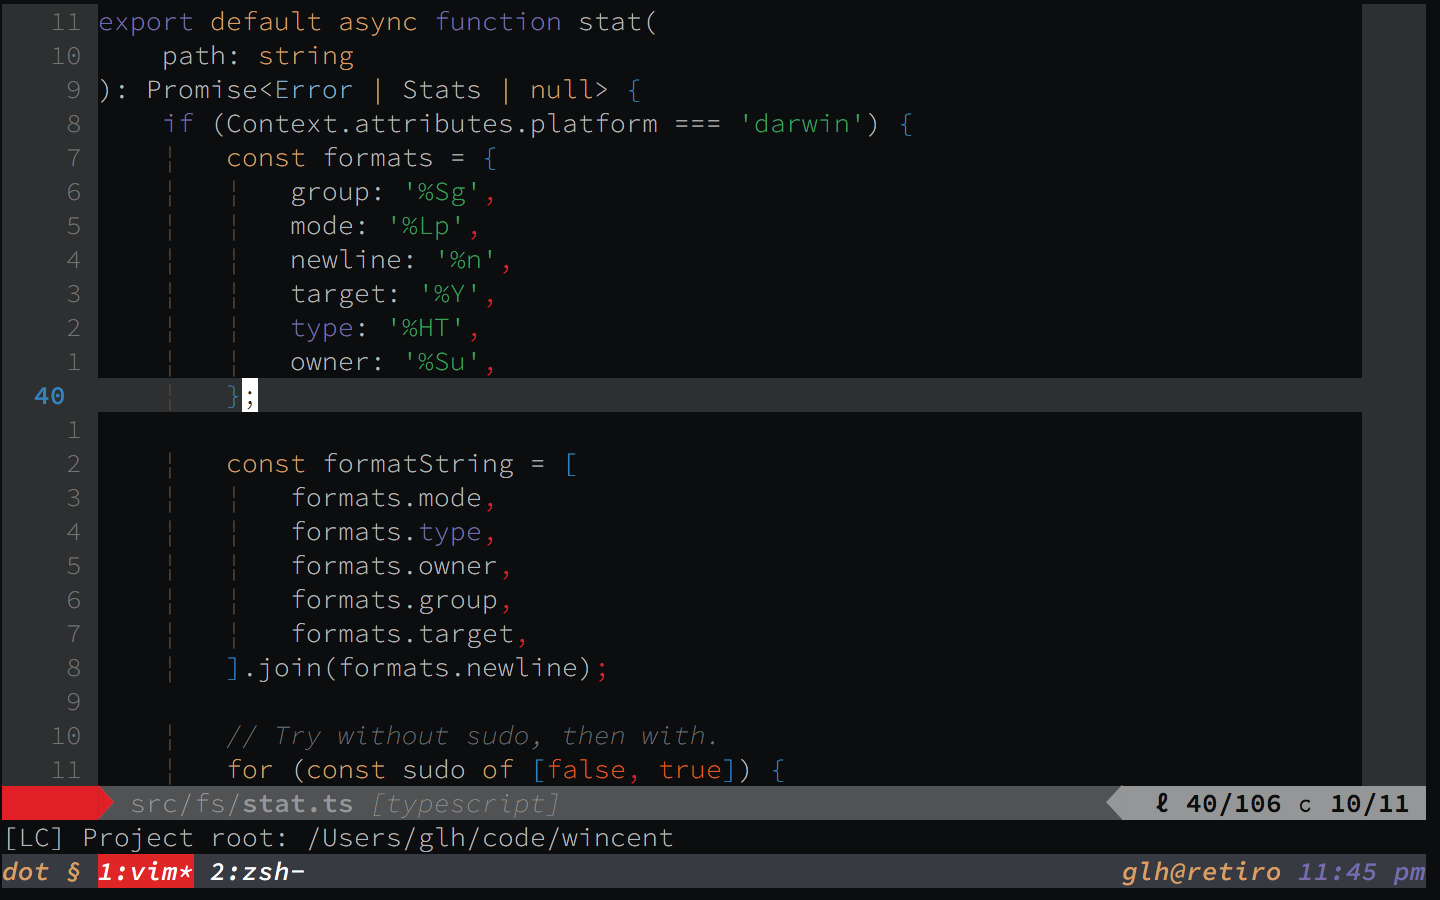 11 export default async function stat(
10     path: string
9 ): Promise<Error | Stats | null> {
8     if (Context.attributes.platform === 'darwin') {
7         const formats = {
6             group: '%Sg',
5             mode: '%Lp',
4             newline: '%n',
3             target: '%Y',
2             type: '%HT',
1             owner: '%Su',
40         };
1
2         const formatString = [
3             formats.mode,
4             formats.type,
5             formats.owner,
6             formats.group,
7             formats.target,
8         ].join(formats.newline);
9
10         // Try without sudo, then with.
11         for (const sudo of [false, true]) {
src/fs/stat.ts [typescript] ℓ 40/106 c 10/11
[LC] Project root: /Users/glh/code/wincent
dot § 1:vim* 2:zsh- glh@retiro 11:45 pm